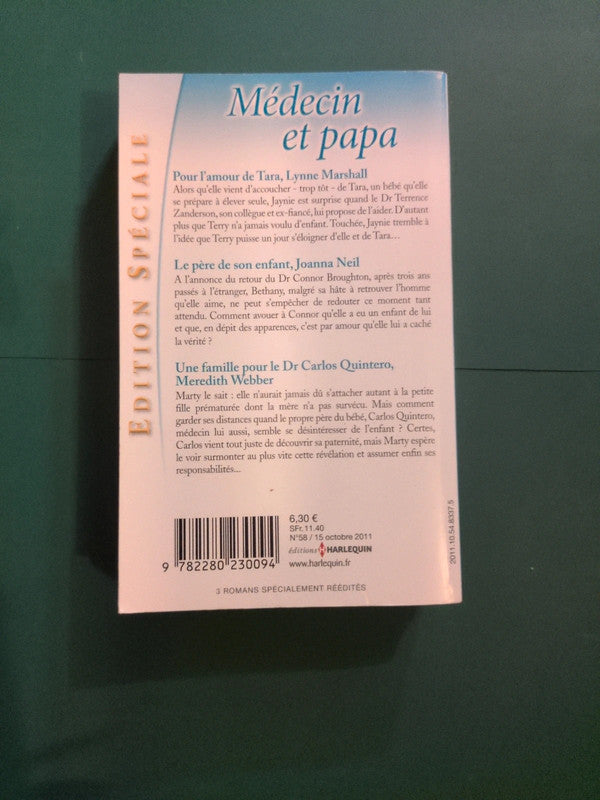 EDITION SPÉCIALE
Médecin
et papa
Pour l'amour de Tara, Lynne Marshall
Alors qu'elle vient d'accoucher - trop tôt - de Tara, un bébé qu'elle
se prépare à élever seule, Jaynie est surprise quand le Dr Terrence
Zanderson, son collègue et ex-fiancé, lui propose de l'aider. D'autant
plus que Terry n'a jamais voulu d'enfant. Touchée, Jaynie tremble à
l'idée que Terry puisse un jour s'éloigner d'elle et de Tara...
Le père de son enfant, Joanna Neil
A l'annonce du retour du Dr Connor Broughton, après trois ans
passés à l'étranger, Bethany, malgré sa hâte à retrouver l'homme
qu'elle aime, ne peut s'empêcher de redouter ce moment tant
attendu. Comment avouer à Connor qu'elle a eu un enfant de lui
et que, en dépit des apparences, c'est par amour qu'elle lui a caché
la vérité ?
Une famille pour le Dr Carlos Quintero,
Meredith Webber
Marty le sait : elle n'aurait jamais dû s'attacher autant à la petite
fille prématurée dont la mère n'a pas survécu. Mais comment
garder ses distances quand le propre père du bébé, Carlos Quintero,
médecin lui aussi, semble se désintéresser de l'enfant ? Certes,
Carlos vient tout juste de découvrir sa paternité, mais Marty espère
le voir surmonter au plus vite cette révélation et assumer enfin ses
responsabilités...
6,30 €
SFr. 11.40
N°58 / 15 octobre 2011
éditions HARLEQUIN
www.harlequin.fr
9 782280 230094
3 ROMANS SPÉCIALEMENT RÉÉDITÉS
2011.10.54.8337.5